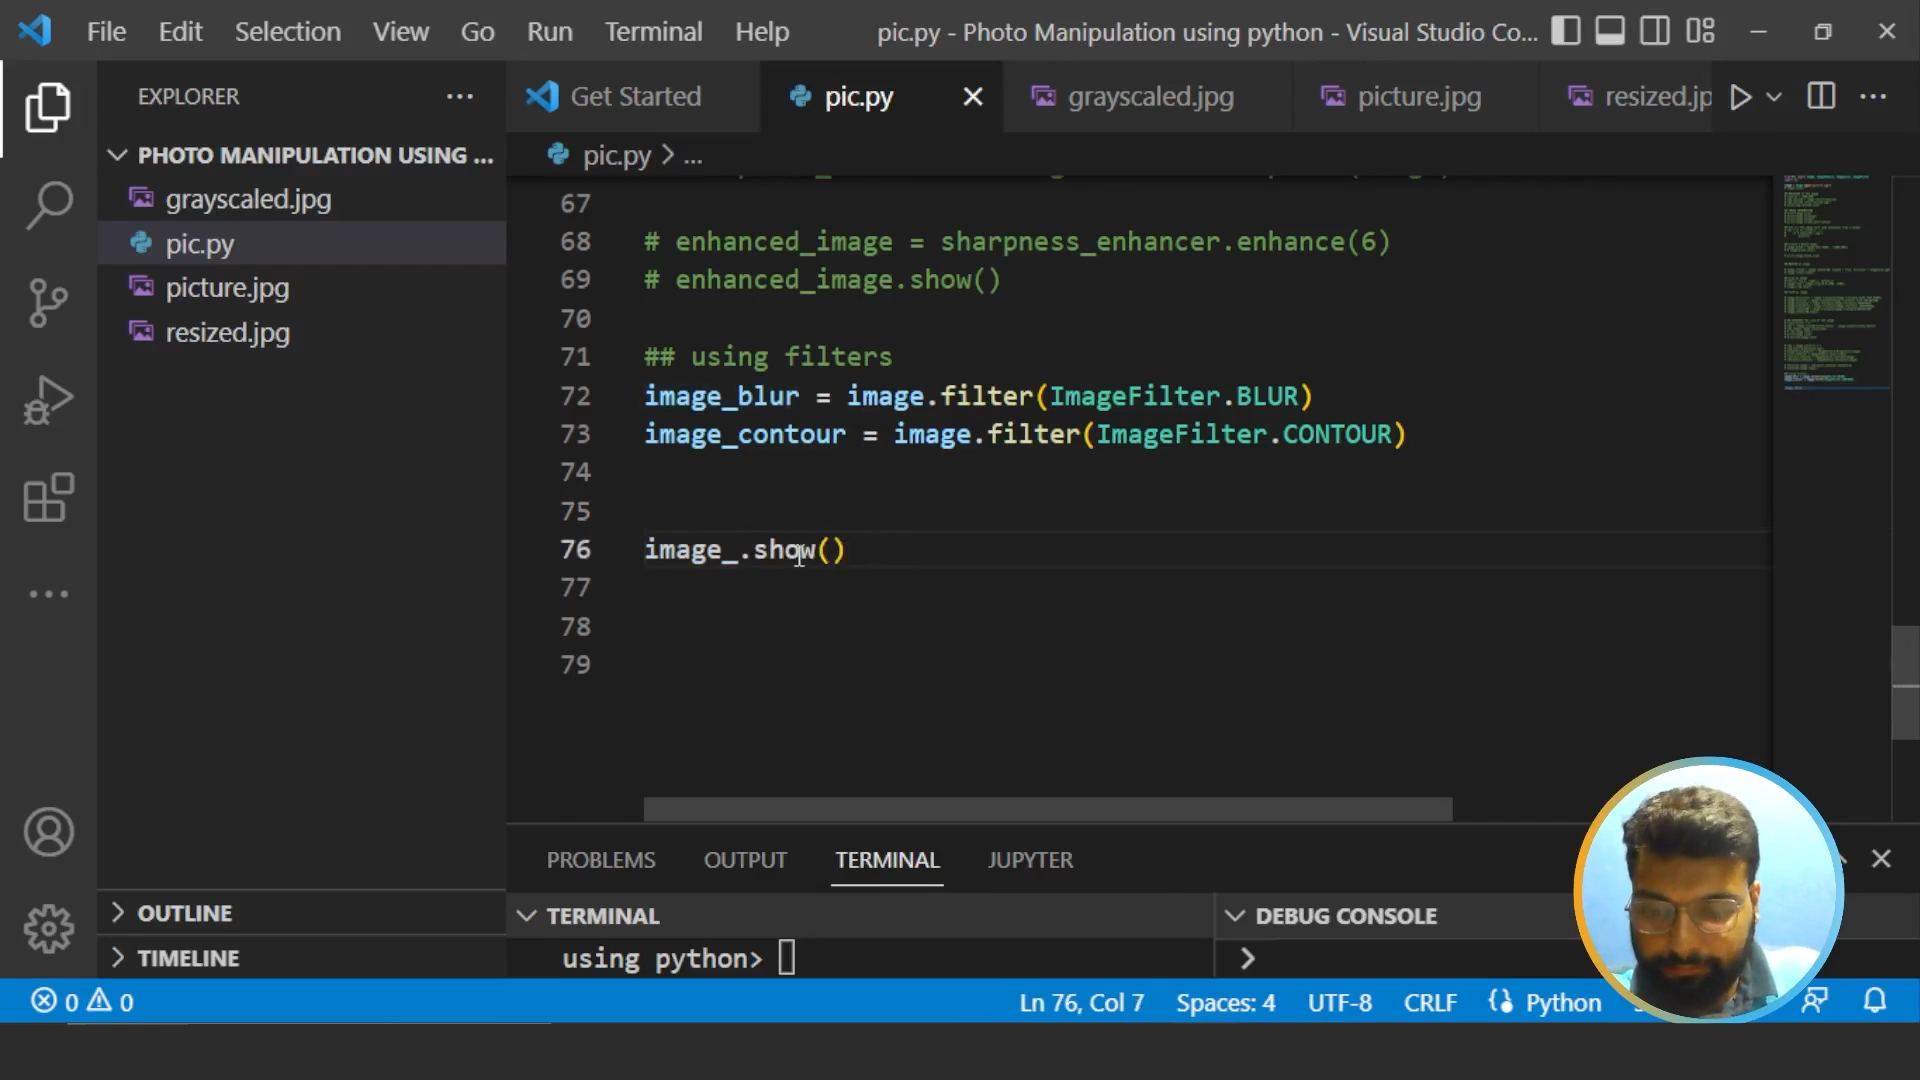 File Edit Selection View Go Run Terminal Help pic.py - Photo Manipulation using python - Visual Studio Co...
EXPLORER
Get Started pic.py grayscaled.jpg picture.jpg resized.jp
PHOTO MANIPULATION USING ...
pic.py > ...
grayscaled.jpg
pic.py
picture.jpg
resized.jpg
67
68 # enhanced_image = sharpness_enhancer.enhance(6)
69 # enhanced_image.show()
70
71 ## using filters
72 image_blur = image.filter(ImageFilter.BLUR)
73 image_contour = image.filter(ImageFilter.CONTOUR)
74
75
76 image_.show()
77
78
79
PROBLEMS OUTPUT TERMINAL JUPYTER
OUTLINE
TIMELINE
TERMINAL
DEBUG CONSOLE
using python>
0 0 Ln 76, Col 7 Spaces: 4 UTF-8 CRLF Python